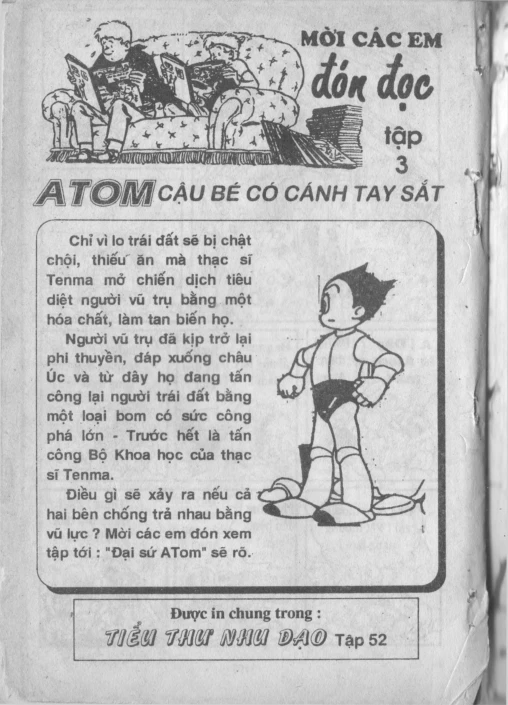 MỜI CÁC EM
đón đọc
tập
3
ATOM CẬU BÉ CÓ CÁNH TAY SẮT
Chỉ vì lo trái đất sẽ bị chật
chội, thiếu ăn mà thạc sĩ
Tenma mở chiến dịch tiêu
diệt người vũ trụ bằng một
hóa chất, làm tan biến họ.
Người vũ trụ đã kịp trở lại
phi thuyền, đáp xuống châu
Úc và từ đây họ đang tấn
công lại người trái đất bằng
một loại bom có sức công
phá lớn - Trước hết là tấn
công Bộ Khoa học của thạc
sĩ Tenma.
Điều gì sẽ xảy ra nếu cả
hai bên chống trả nhau bằng
vũ lực ? Mời các em đón xem
tập tới : "Đại sứ ATom" sẽ rõ.
Được in chung trong :
TIỂU THƯ NHU ĐẠO Tập 52